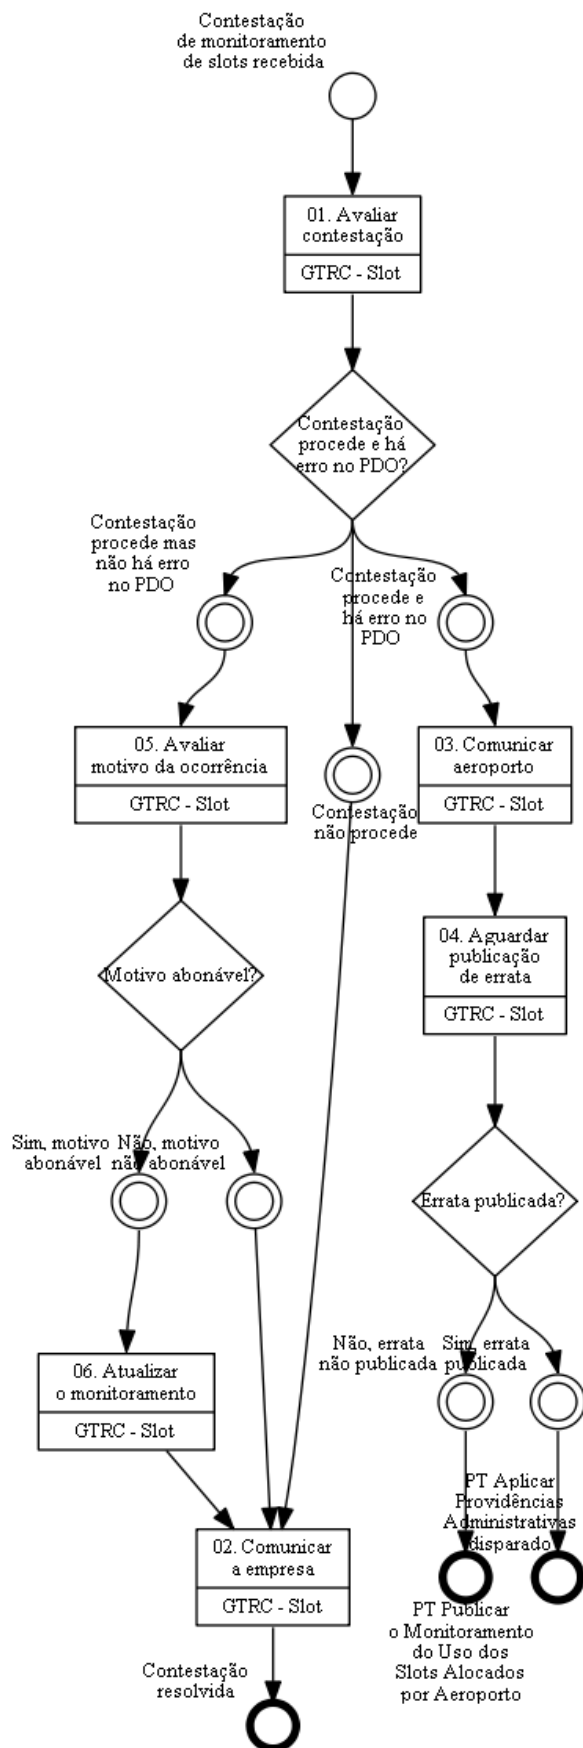 Contestação
de monitoramento
de slots recebida
01. Avaliar
contestação
GTRC - Slot
Contestação
procede e há
erro no PDO?
Contestação
procede mas
não há erro
no PDO
Contestação
procede e
há erro no
PDO
05. Avaliar
motivo da ocorrência
GTRC - Slot
Contestação
não procede
03. Comunicar
aeroporto
GTRC - Slot
04. Aguardar
publicação
de errata
GTRC - Slot
Motivo abonável?
Sim, motivo
abonável
Não, motivo
não abonável
Errata publicada?
Não, errata
não publicada
Sim, errata
publicada
06. Atualizar
o monitoramento
GTRC - Slot
PT Aplicar
Providências
Administrativas
disparado
02. Comunicar
a empresa
GTRC - Slot
PT Publicar
o Monitoramento
do Uso dos
Slots Alocados
por Aeroporto
Contestação
resolvida